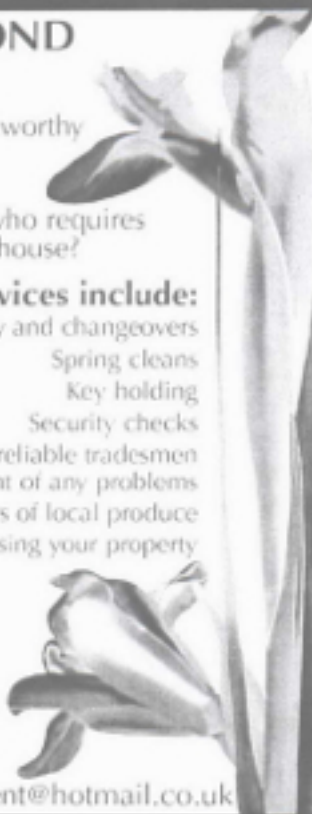 OND
worthy
who requires
house?
vices include:
y and changeovers
Spring cleans
Key holding
Security checks
reliable tradesmen
nt of any problems
s of local produce
sing your property
ent@hotmail.co.uk